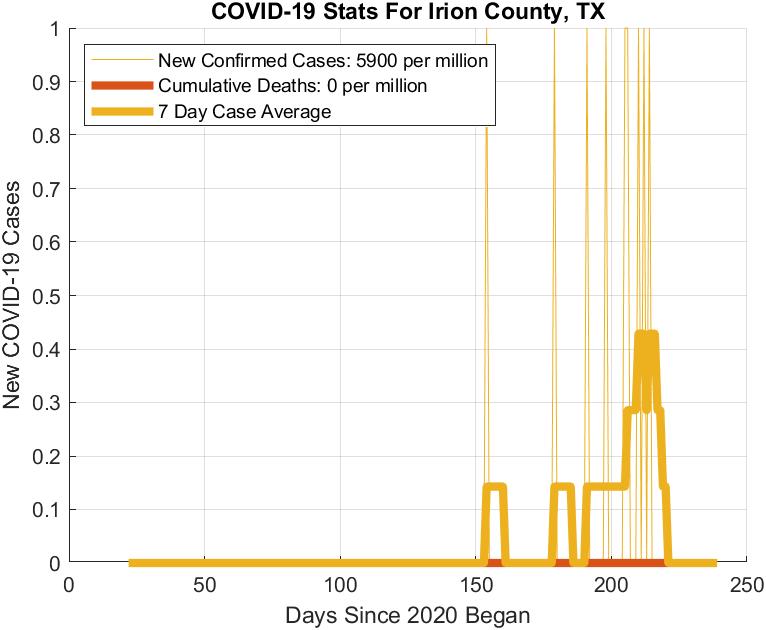 COVID-19 Stats For Irion County, TX
New Confirmed Cases: 5900 per million
Cumulative Deaths: 0 per million
7 Day Case Average
New COVID-19 Cases
1
0.9
0.8
0.7
0.6
0.5
0.4
0.3
0.2
0.1
0
0 50 100 150 200 250
Days Since 2020 Began